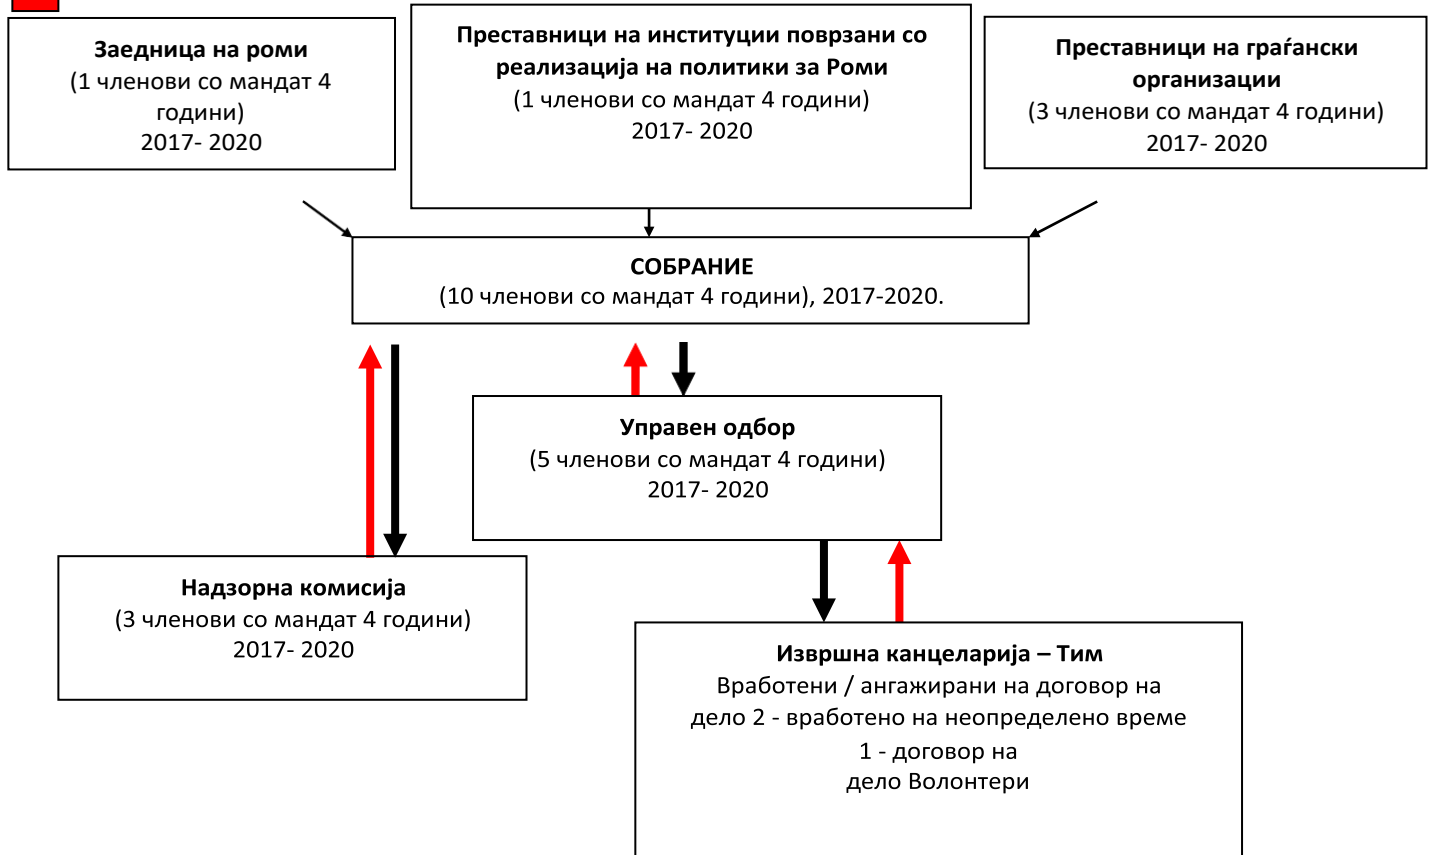 Заедница на роми
(1 членови со мандат 4
години)
2017- 2020
Преставници на институции поврзани со
реализација на политики за Роми
(1 членови со мандат 4 години)
2017- 2020
Преставници на граѓански
организации
(3 членови со мандат 4 години)
2017- 2020
СОБРАНИЕ
(10 членови со мандат 4 години), 2017-2020.
Управен одбор
(5 членови со мандат 4 години)
2017- 2020
Надзорна комисија
(3 членови со мандат 4 години)
2017- 2020
Извршна канцеларија – Тим
Вработени / ангажирани на договор на
дело 2 - вработено на неопределено време
1 - договор на
дело Волонтери